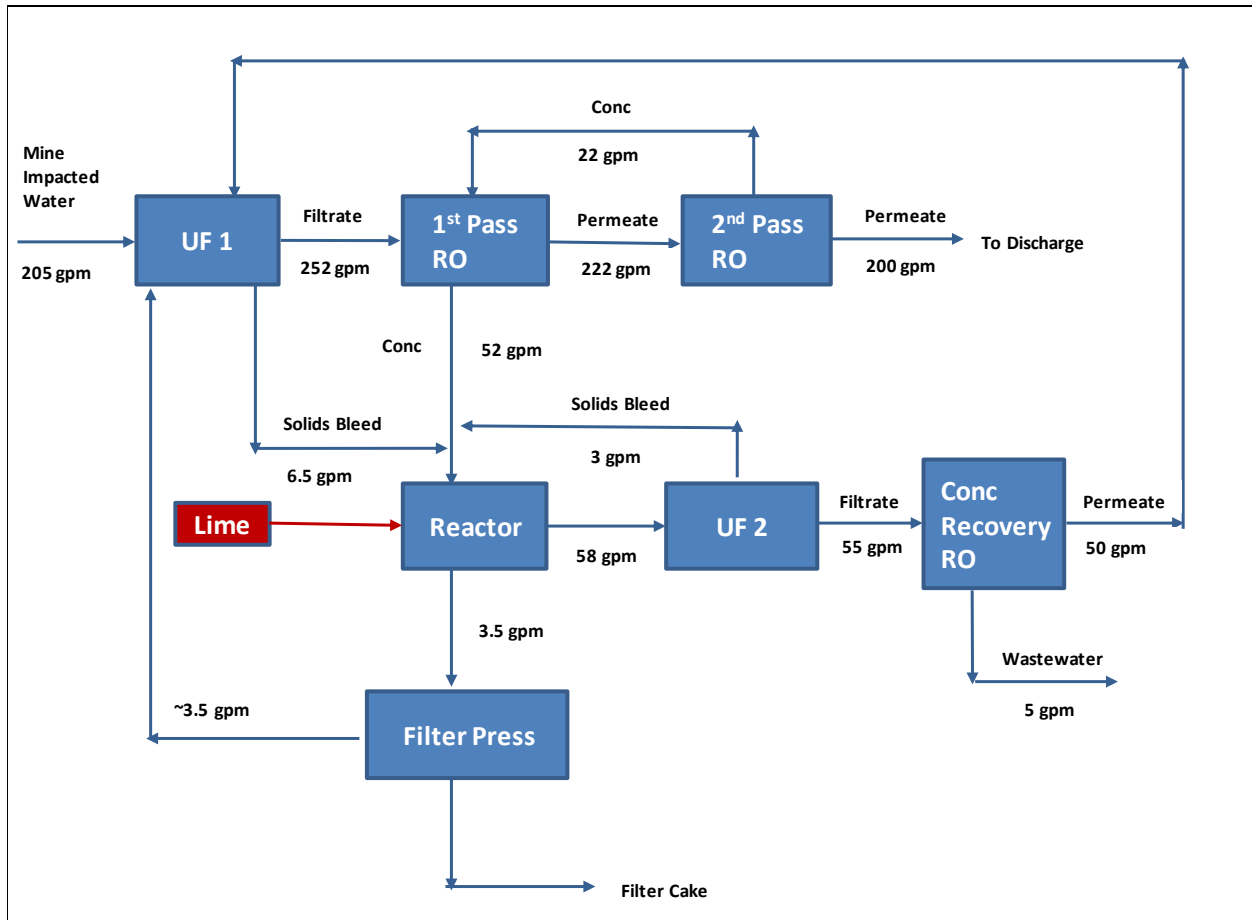 Conc
22 gpm
Mine
Impacted
Water
205 gpm
UF 1
Filtrate
252 gpm
1st Pass
RO
Permeate
222 gpm
2nd Pass
RO
Permeate
200 gpm
To Discharge
Conc
52 gpm
Solids Bleed
6.5 gpm
Solids Bleed
3 gpm
Lime
Reactor
58 gpm
UF 2
Filtrate
55 gpm
Conc
Recovery
RO
Permeate
50 gpm
3.5 gpm
Wastewater
5 gpm
~3.5 gpm
Filter Press
Filter Cake